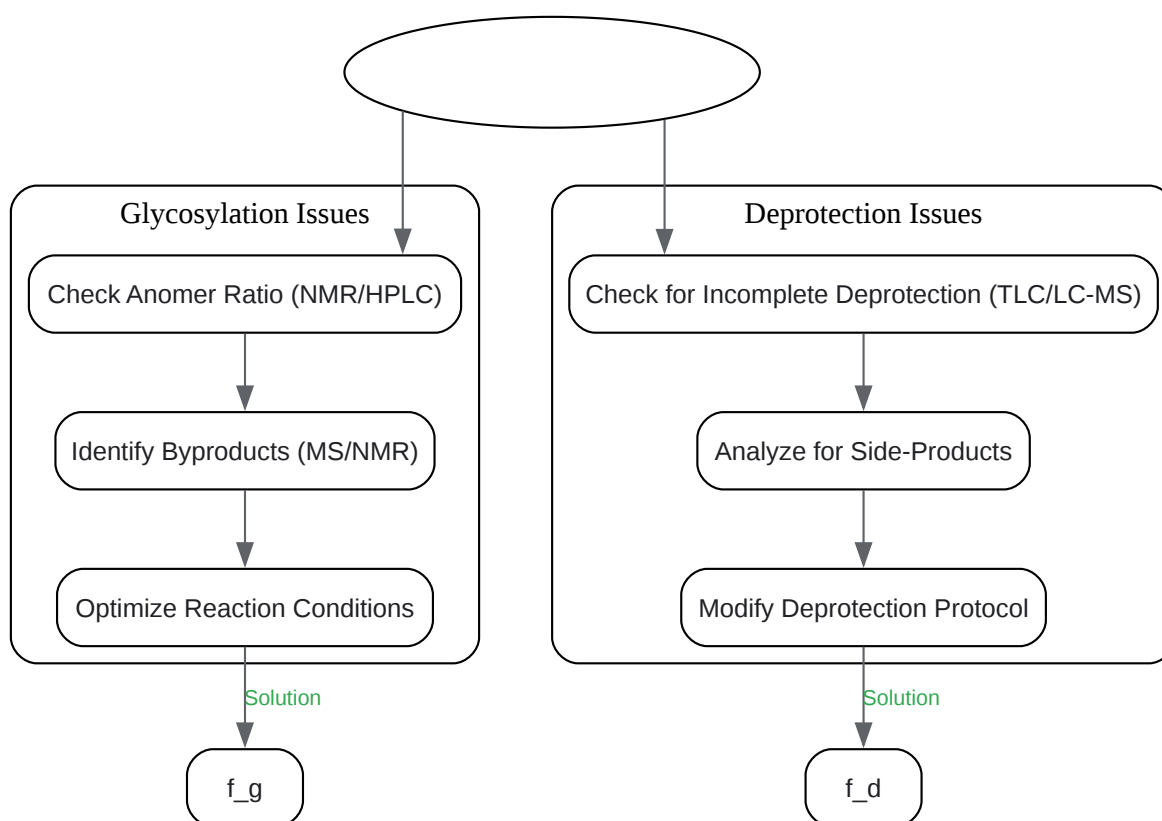 Glycosylation Issues
Check Anomer Ratio (NMR/HPLC)
Identify Byproducts (MS/NMR)
Optimize Reaction Conditions
Solution
f_g
Deprotection Issues
Check for Incomplete Deprotection (TLC/LC-MS)
Analyze for Side-Products
Modify Deprotection Protocol
Solution
f_d